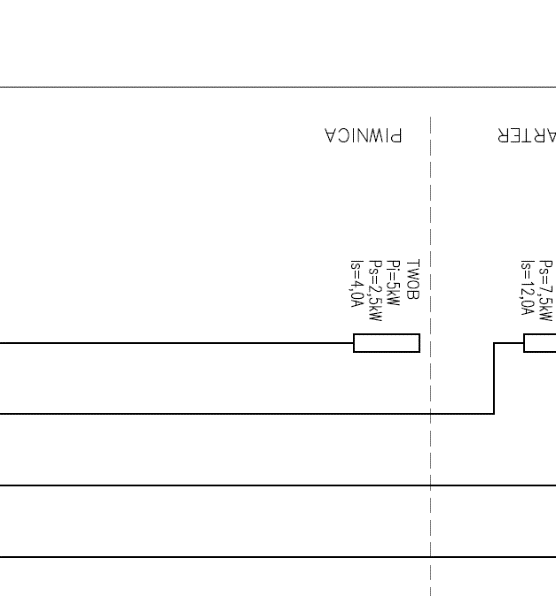 PIWNICA
ARTER
TWOB
Pi=5kW
Ps=2,5kW
Is=4,0A
Ps=7,5kW
Is=12,0A